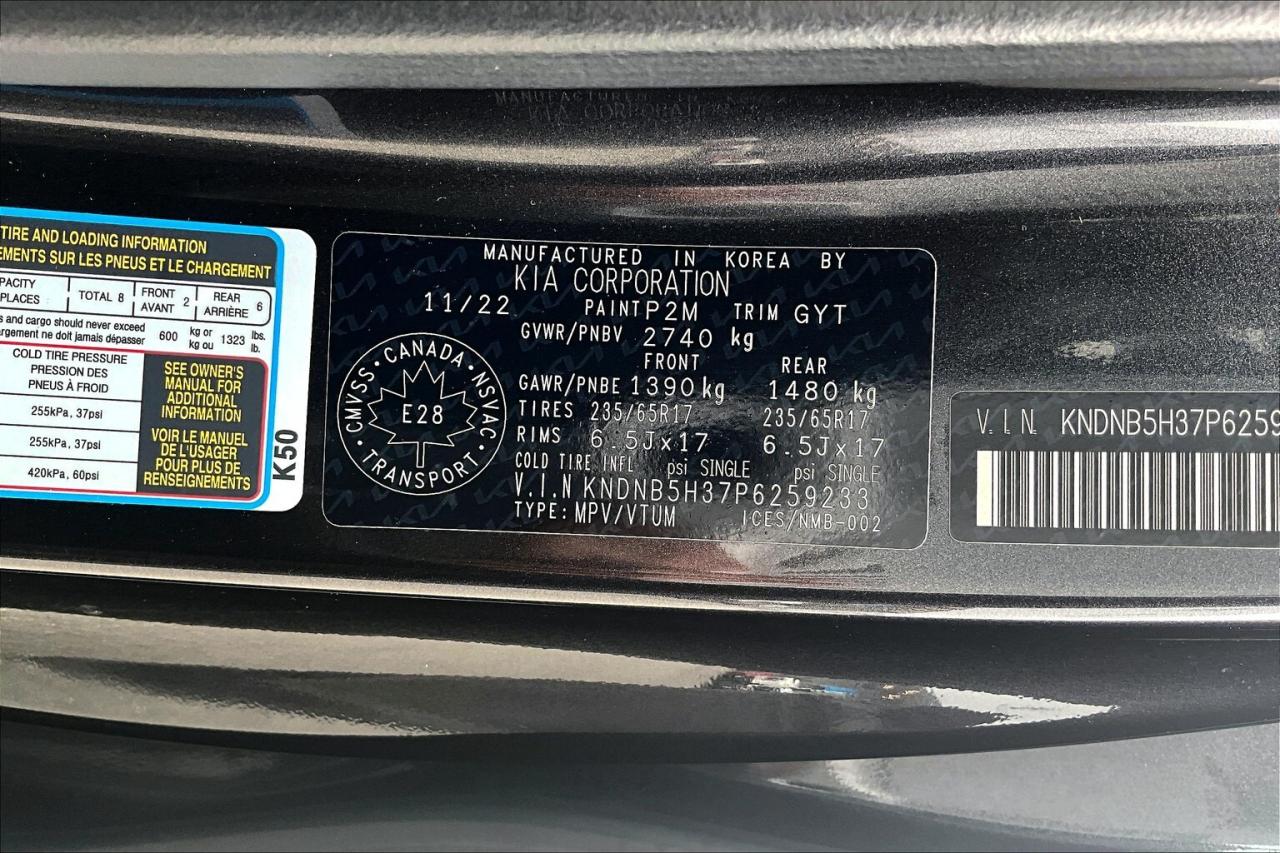 TIRE AND LOADING INFORMATION
EMENTS SUR LES PNEUS ET LE CHARGEMENT
PACITY TOTAL 8 FRONT 2 REAR 6
PLACES AVANT ARRIÈRE
s and cargo should never exceed 600 kg or 1323 lbs.
argement ne doit jamais dépasser kg ou lb.
COLD TIRE PRESSURE
PRESSION DES
PNEUS À FROID
255kPa, 37psi
255kPa, 37psi
420kPa, 60psi
SEE OWNER'S
MANUAL FOR
ADDITIONAL
INFORMATION
VOIR LE MANUEL
DE L'USAGER
POUR PLUS DE
RENSEIGNEMENTS
K50
MANUFACTURED IN KOREA BY
KIA CORPORATION
11/22 PAINT P2M TRIM GYT
GVWR/PNBV 2740 kg
FRONT REAR
GAWR/PNBE 1390 kg 1480 kg
TIRES 235/65R17 235/65R17
RIMS 6.5Jx17 6.5Jx17
COLD TIRE INFL psi SINGLE psi SINGLE
V.I.N KNDNB5H37P6259233
TYPE: MPV/VTUM ICES/NMB-002
CMVSS · CANADA · NSVAC · TRANSPORT ·
E28
V.I.N. KNDNB5H37P6259